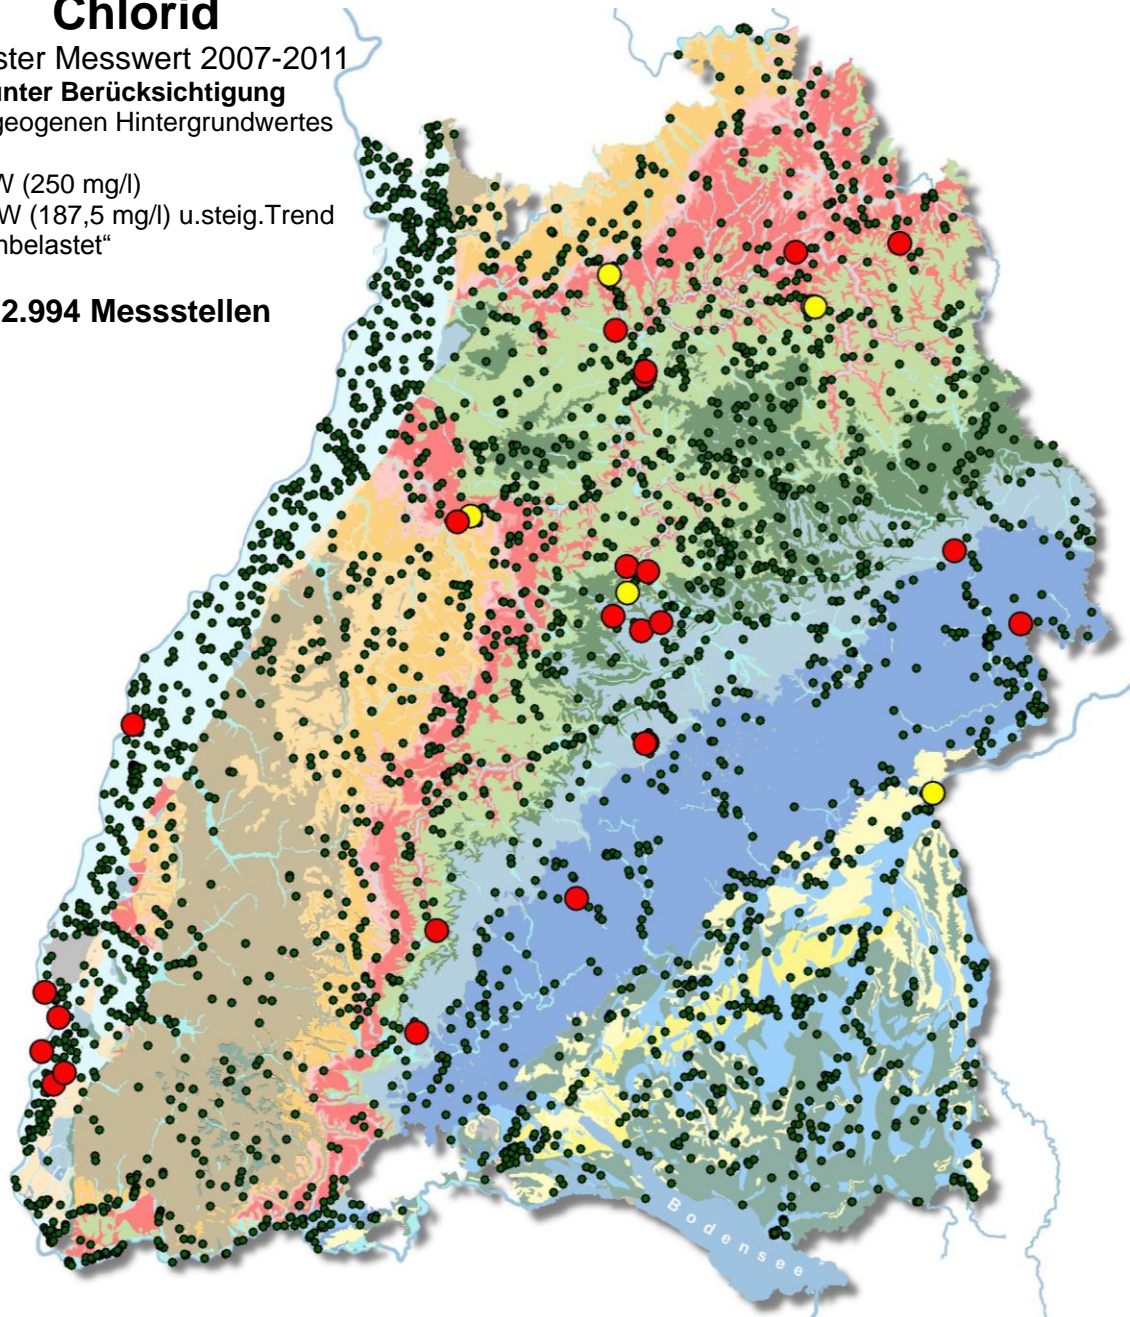 Chlorid
ster Messwert 2007-2011
unter Berücksichtigung
geogenen Hintergrundwertes
W (250 mg/l)
W (187,5 mg/l) u.steig.Trend
nbelastet“
2.994 Messstellen
Bodensee